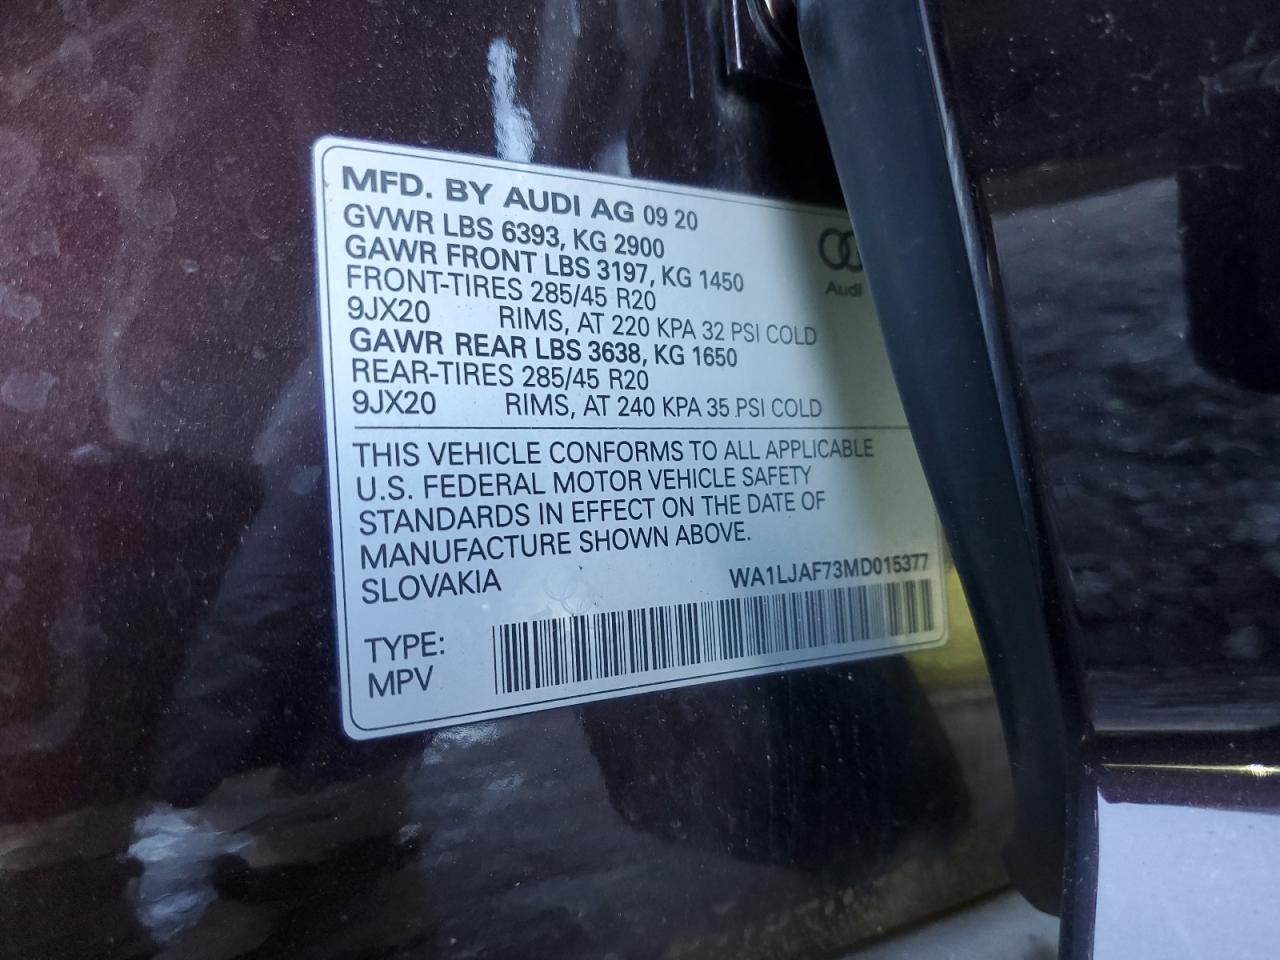 MFD. BY AUDI AG 09 20
GVWR LBS 6393, KG 2900
GAWR FRONT LBS 3197, KG 1450
FRONT-TIRES 285/45 R20
9JX20 RIMS, AT 220 KPA 32 PSI COLD
GAWR REAR LBS 3638, KG 1650
REAR-TIRES 285/45 R20
9JX20 RIMS, AT 240 KPA 35 PSI COLD
Audi
THIS VEHICLE CONFORMS TO ALL APPLICABLE
U.S. FEDERAL MOTOR VEHICLE SAFETY
STANDARDS IN EFFECT ON THE DATE OF
MANUFACTURE SHOWN ABOVE.
SLOVAKIA
WA1LJAF73MD015377
TYPE:
MPV